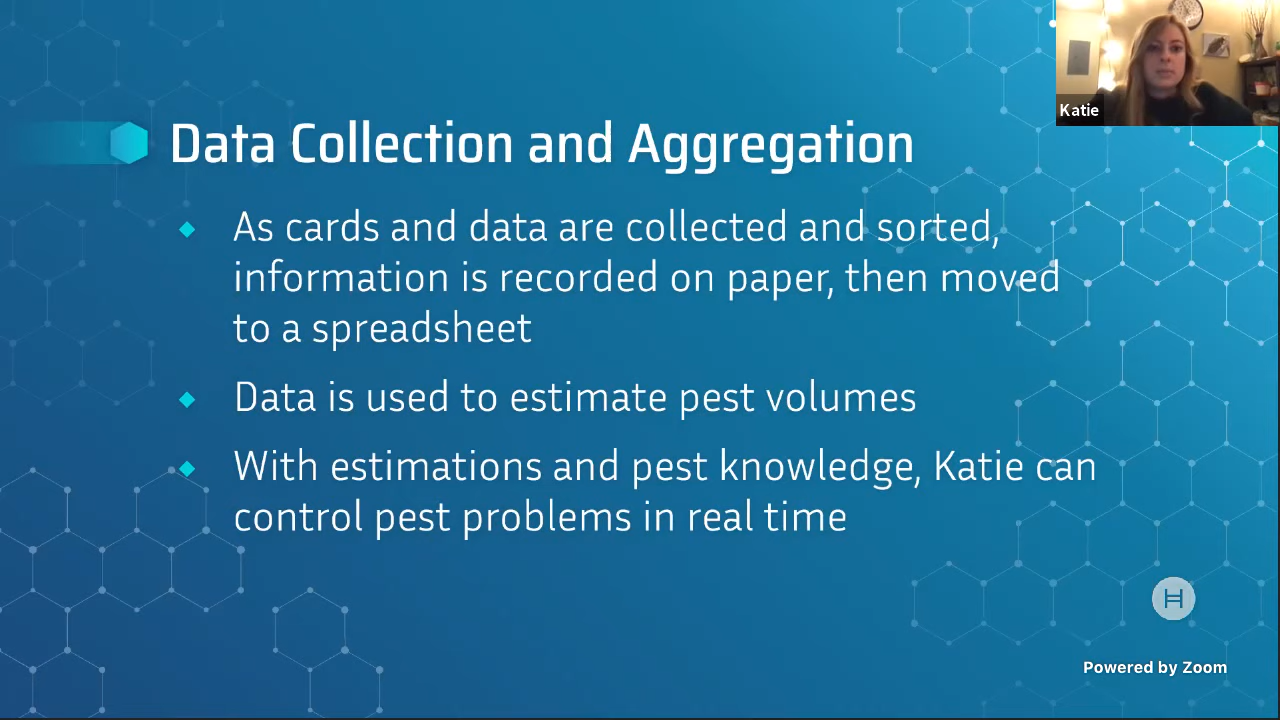 Katie
Data Collection and Aggregation
As cards and data are collected and sorted,
information is recorded on paper, then moved
to a spreadsheet
Data is used to estimate pest volumes
With estimations and pest knowledge, Katie can
control pest problems in real time
Powered by Zoom